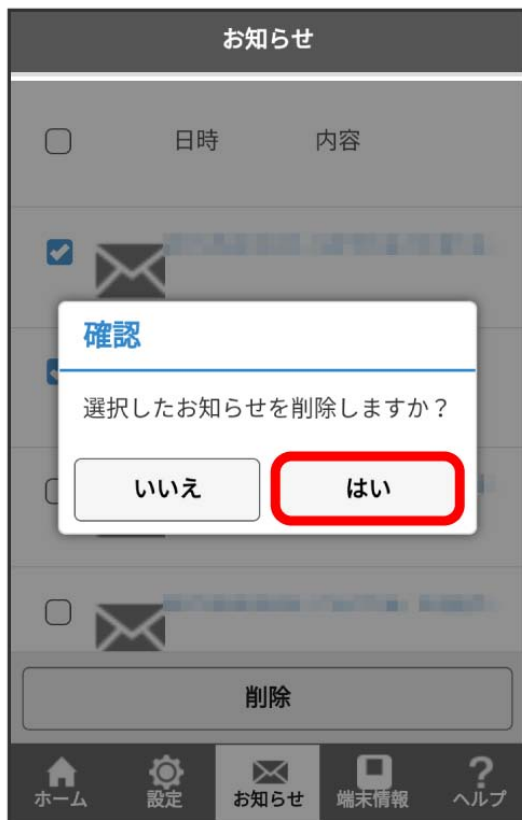 お知らせ
日時 内容
確認
選択したお知らせを削除しますか？
いいえ はい
削除
ホーム 設定 お知らせ 端末情報 ヘルプ